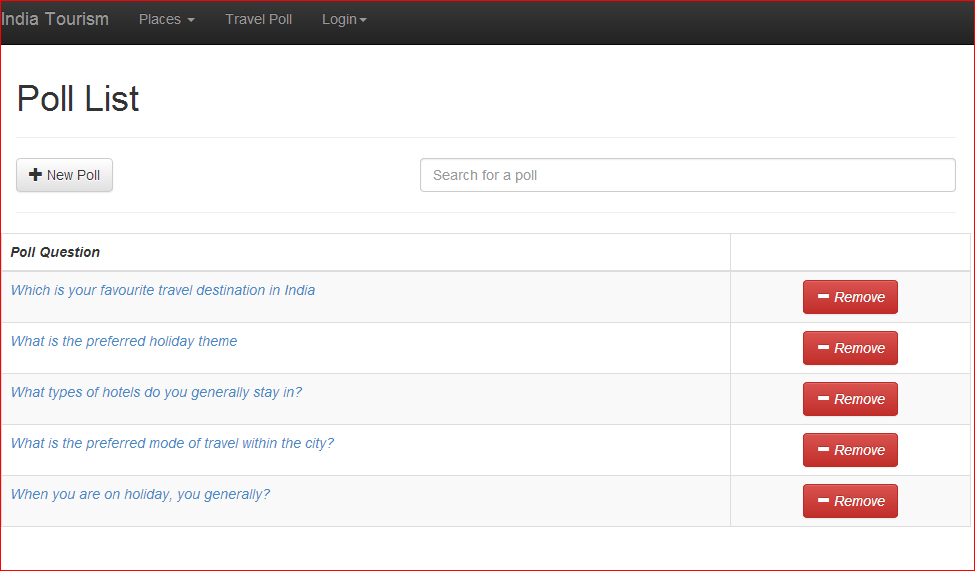 India Tourism Places Travel Poll Login
Poll List
New Poll Search for a poll
Poll Question
Which is your favourite travel destination in India Remove
What is the preferred holiday theme Remove
What types of hotels do you generally stay in? Remove
What is the preferred mode of travel within the city? Remove
When you are on holiday, you generally? Remove